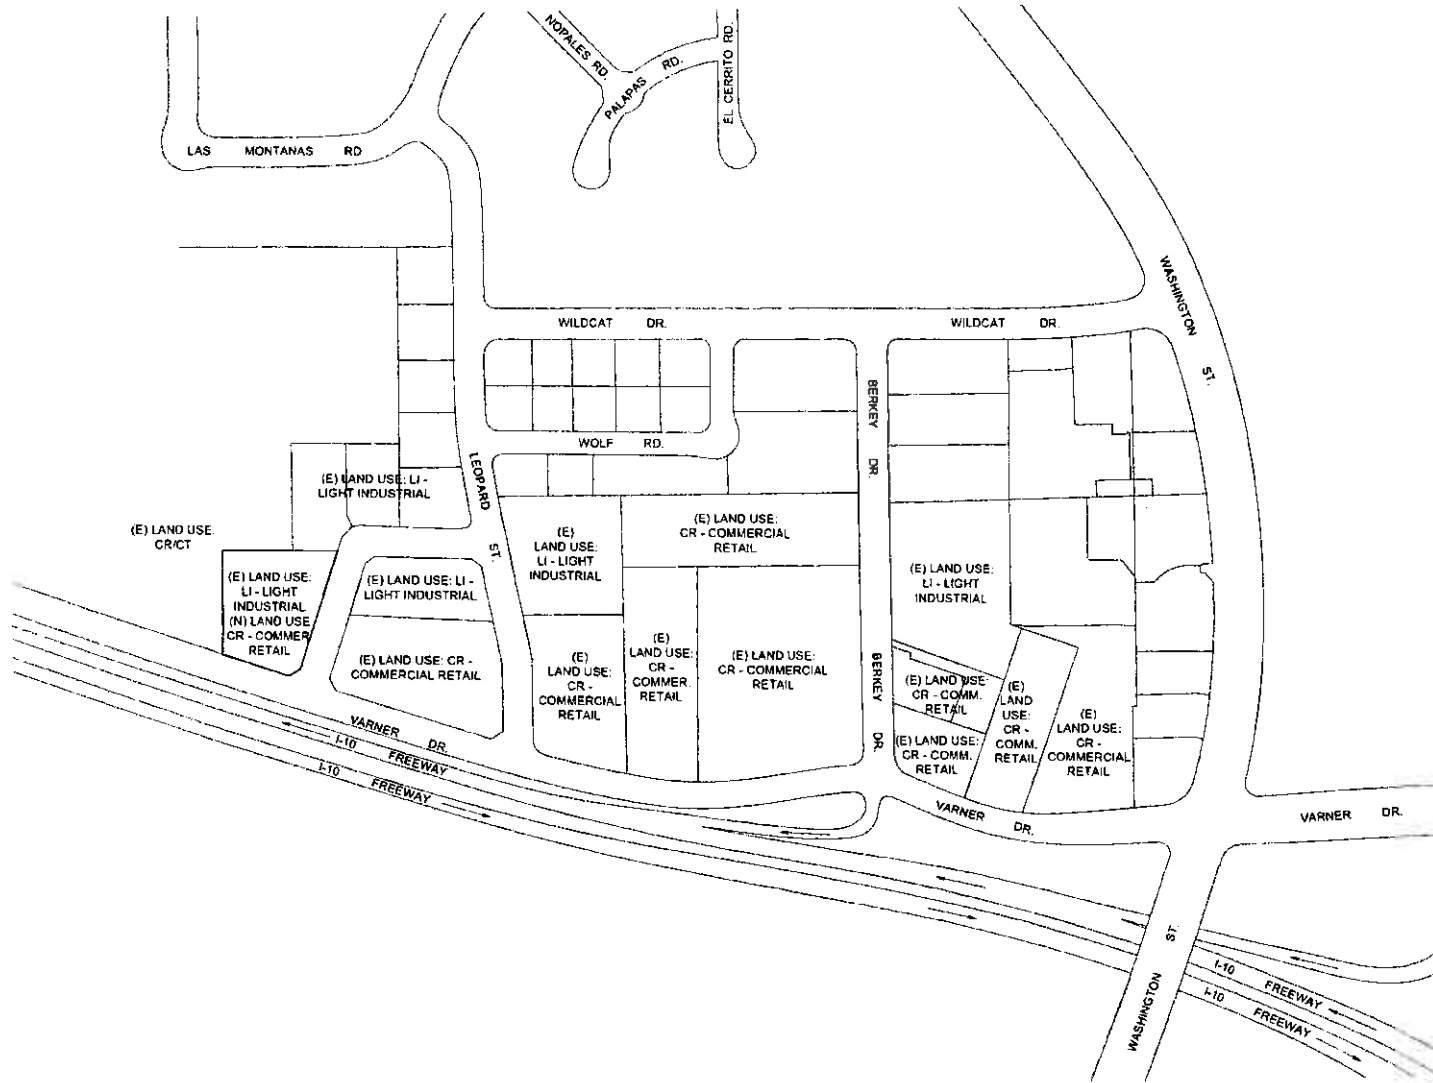 NOPALES RD.
PALAPAS RD.
EL CERRITO RD.
LAS MONTANAS RD
WASHINGTON ST.
WILDCAT DR.
WILDCAT DR.
BERKEY DR.
WOLF RD.
LEOPARD ST.
(E) LAND USE: LI -
LIGHT INDUSTRIAL
(E) LAND USE:
CR/CT
(E)
LAND USE:
LI - LIGHT
INDUSTRIAL
(E) LAND USE:
CR - COMMERCIAL
RETAIL
(E) LAND USE:
LI - LIGHT
INDUSTRIAL
(N) LAND USE
CR - COMMER
RETAIL
(E) LAND USE: LI -
LIGHT INDUSTRIAL
(E) LAND USE:
LI - LIGHT
INDUSTRIAL
(E) LAND USE: CR -
COMMERCIAL RETAIL
(E)
LAND USE:
CR -
COMMERCIAL
RETAIL
(E)
LAND USE:
CR -
COMMER.
RETAIL
(E) LAND USE:
CR - COMMERCIAL
RETAIL
BERKEY DR.
(E) LAND USE:
CR - COMM.
RETAIL
(E)
LAND
USE:
CR -
COMM.
RETAIL
(E)
LAND USE:
CR -
COMMERCIAL
RETAIL
(E) LAND USE:
CR - COMM.
RETAIL
VARNER DR.
I-10 FREEWAY
I-10 FREEWAY
VARNER DR.
VARNER DR.
WASHINGTON ST.
I-10 FREEWAY
I-10 FREEWAY